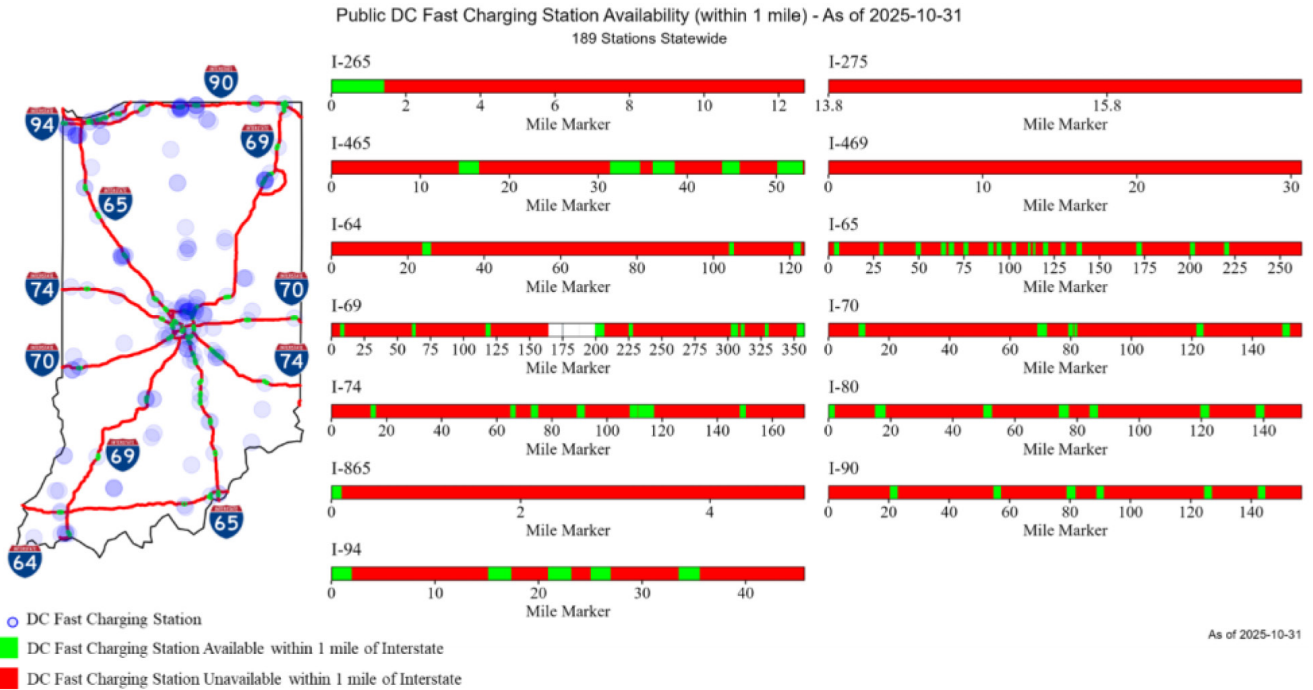 Public DC Fast Charging Station Availability (within 1 mile) - As of 2025-10-31
189 Stations Statewide
90
94
69
65
74
70
70
74
69
65
64
I-265
0 2 4 6 8 10 12
Mile Marker
I-275
13.8 15.8
Mile Marker
I-465
0 10 20 30 40 50
Mile Marker
I-469
0 10 20 30
Mile Marker
I-64
0 20 40 60 80 100 120
Mile Marker
I-65
0 25 50 75 100 125 150 175 200 225 250
Mile Marker
I-69
0 25 50 75 100 125 150 175 200 225 250 275 300 325 350
Mile Marker
I-70
0 20 40 60 80 100 120 140
Mile Marker
I-74
0 20 40 60 80 100 120 140 160
Mile Marker
I-80
0 20 40 60 80 100 120 140
Mile Marker
I-865
0 2 4
Mile Marker
I-90
0 20 40 60 80 100 120 140
Mile Marker
I-94
0 10 20 30 40
Mile Marker
DC Fast Charging Station
DC Fast Charging Station Available within 1 mile of Interstate
DC Fast Charging Station Unavailable within 1 mile of Interstate
As of 2025-10-31